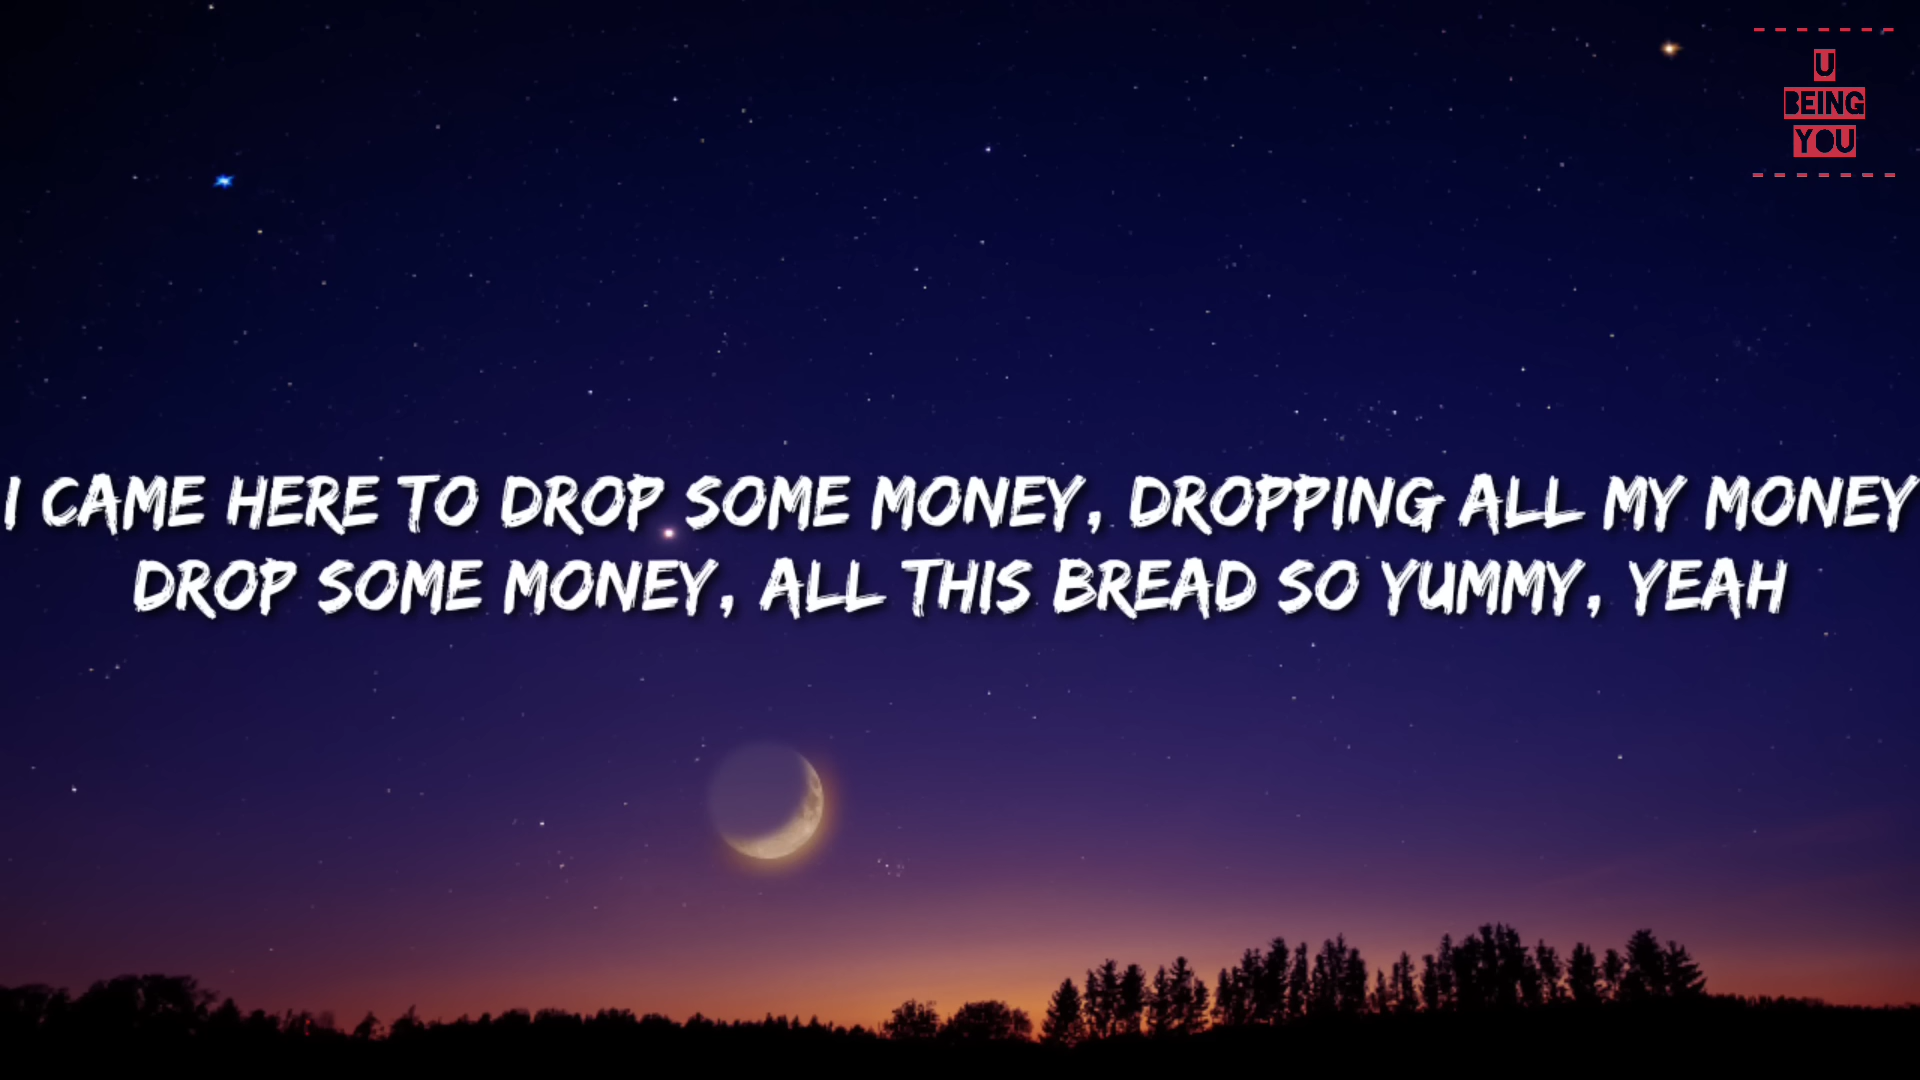 U
BEING
YOU
I CAME HERE TO DROP SOME MONEY, DROPPING ALL MY MONEY
DROP SOME MONEY, ALL THIS BREAD SO YUMMY, YEAH